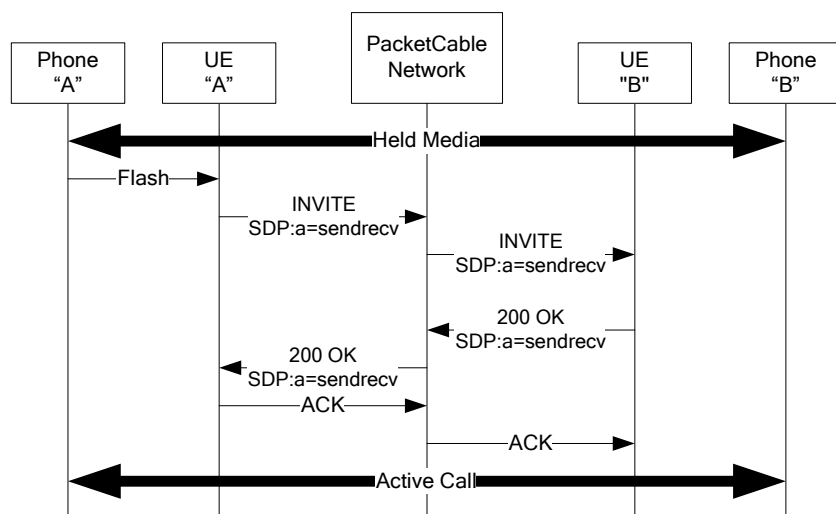 Phone
“A”
UE
“A”
PacketCable
Network
UE
"B"
Phone
“B”
Held Media
Flash
INVITE
SDP:a=sendrecv
INVITE
SDP:a=sendrecv
200 OK
SDP:a=sendrecv
200 OK
SDP:a=sendrecv
ACK
ACK
Active Call